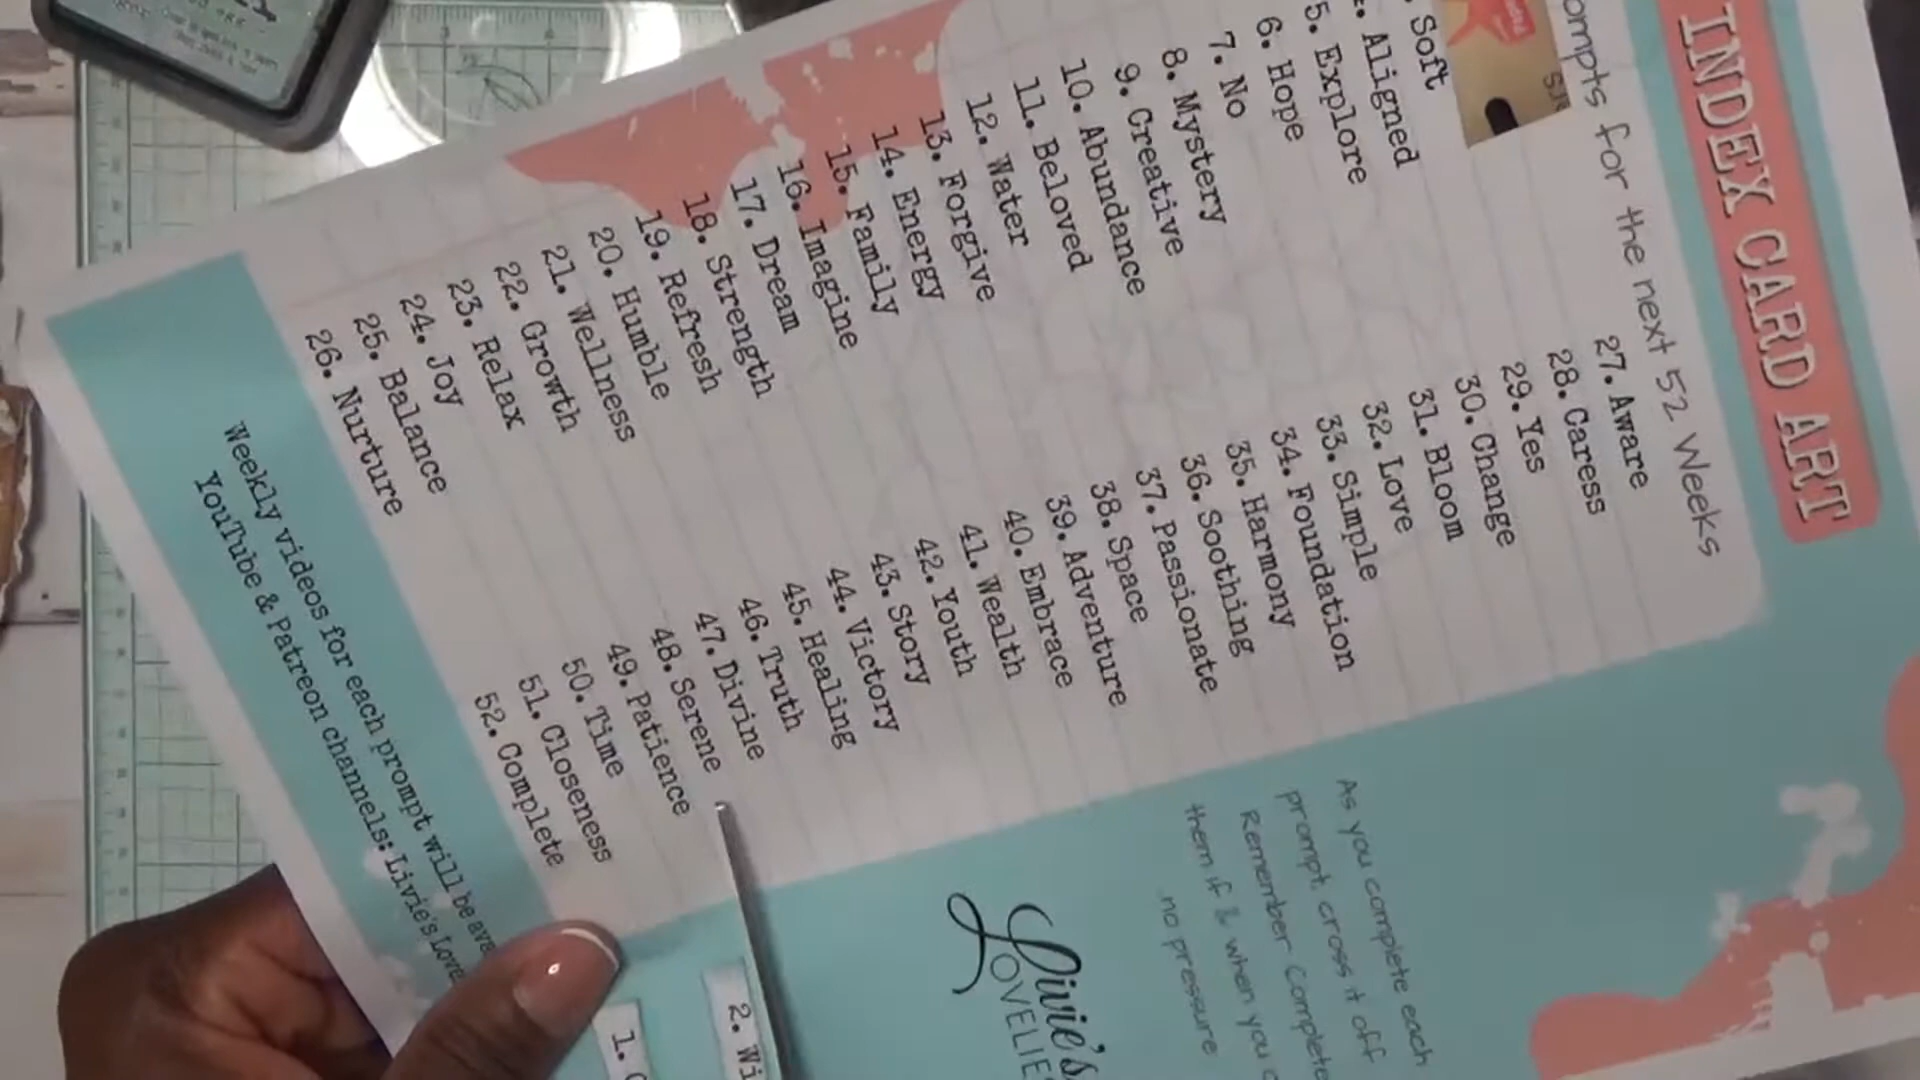 INDEX CARD ART
for the next 52 Weeks
Soft
Aligned
5. Explore
6. Hope
7. No
8. Mystery
9. Creative
10. Abundance
11. Beloved
12. Water
13. Forgive
14. Energy
15. Family
16. Imagine
17. Dream
18. Strength
19. Refresh
20. Humble
21. Wellness
22. Growth
23. Relax
24. Joy
25. Balance
26. Nurture
27. Aware
28. Caress
29. Yes
30. Change
31. Bloom
32. Love
33. Simple
34. Foundation
35. Harmony
36. Soothing
37. Passionate
38. Space
39. Adventure
40. Embrace
41. Wealth
42. Youth
43. Story
44. Victory
45. Healing
46. Truth
47. Divine
48. Serene
49. Patience
50. Time
51. Closeness
52. Complete
As you complete each
prompt, cross it off
Remember Complete
them if & when you
no pressure
Livie's
Weekly videos for each prompt will be
YouTube & Patreon channels: Livie's
2.
1.